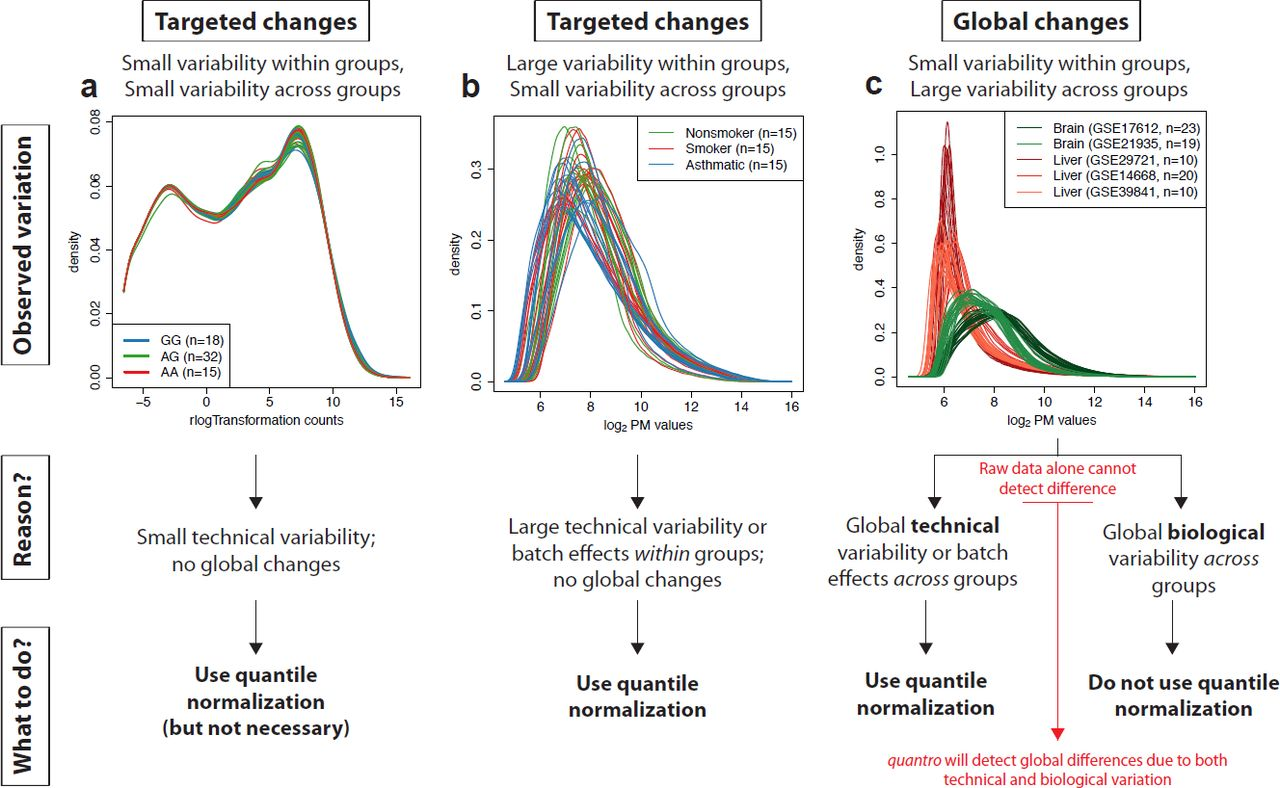 Targeted changes
Targeted changes
Global changes
Small variability within groups,
Small variability across groups
Large variability within groups,
Small variability across groups
Small variability within groups,
Large variability across groups
Observed variation
a
density
0.08
0.06
0.04
0.02
0.00
GG (n=18)
AG (n=32)
AA (n=15)
−5
0
5
10
15
rlogTransformation counts
b
density
0.3
0.2
0.1
0.0
Nonsmoker (n=15)
Smoker (n=15)
Asthmatic (n=15)
6
8
10
12
14
16
log₂ PM values
c
density
1.0
0.8
0.6
0.4
0.2
0.0
Brain (GSE17612, n=23)
Brain (GSE21935, n=19)
Liver (GSE29721, n=10)
Liver (GSE14668, n=20)
Liver (GSE39841, n=10)
6
8
10
12
14
16
log₂ PM values
Reason?
Small technical variability;
no global changes
Large technical variability or
batch effects within groups;
no global changes
Raw data alone cannot
detect difference
Global technical
variability or batch
effects across groups
Global biological
variability across
groups
What to do?
Use quantile
normalization
(but not necessary)
Use quantile
normalization
Use quantile
normalization
Do not use quantile
normalization
quantro will detect global differences due to both
technical and biological variation